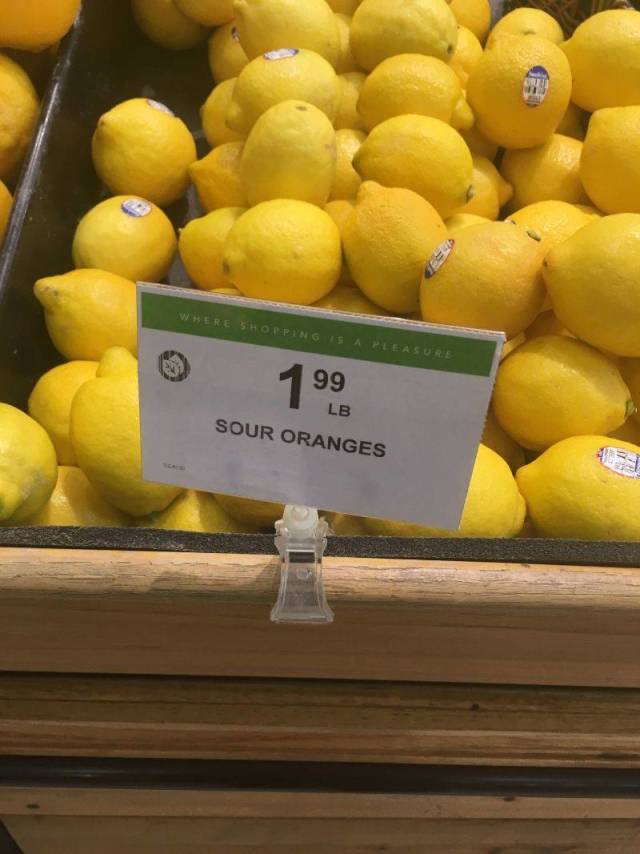 WHERE SHOPPING IS A PLEASURE
1 99
LB
SOUR ORANGES